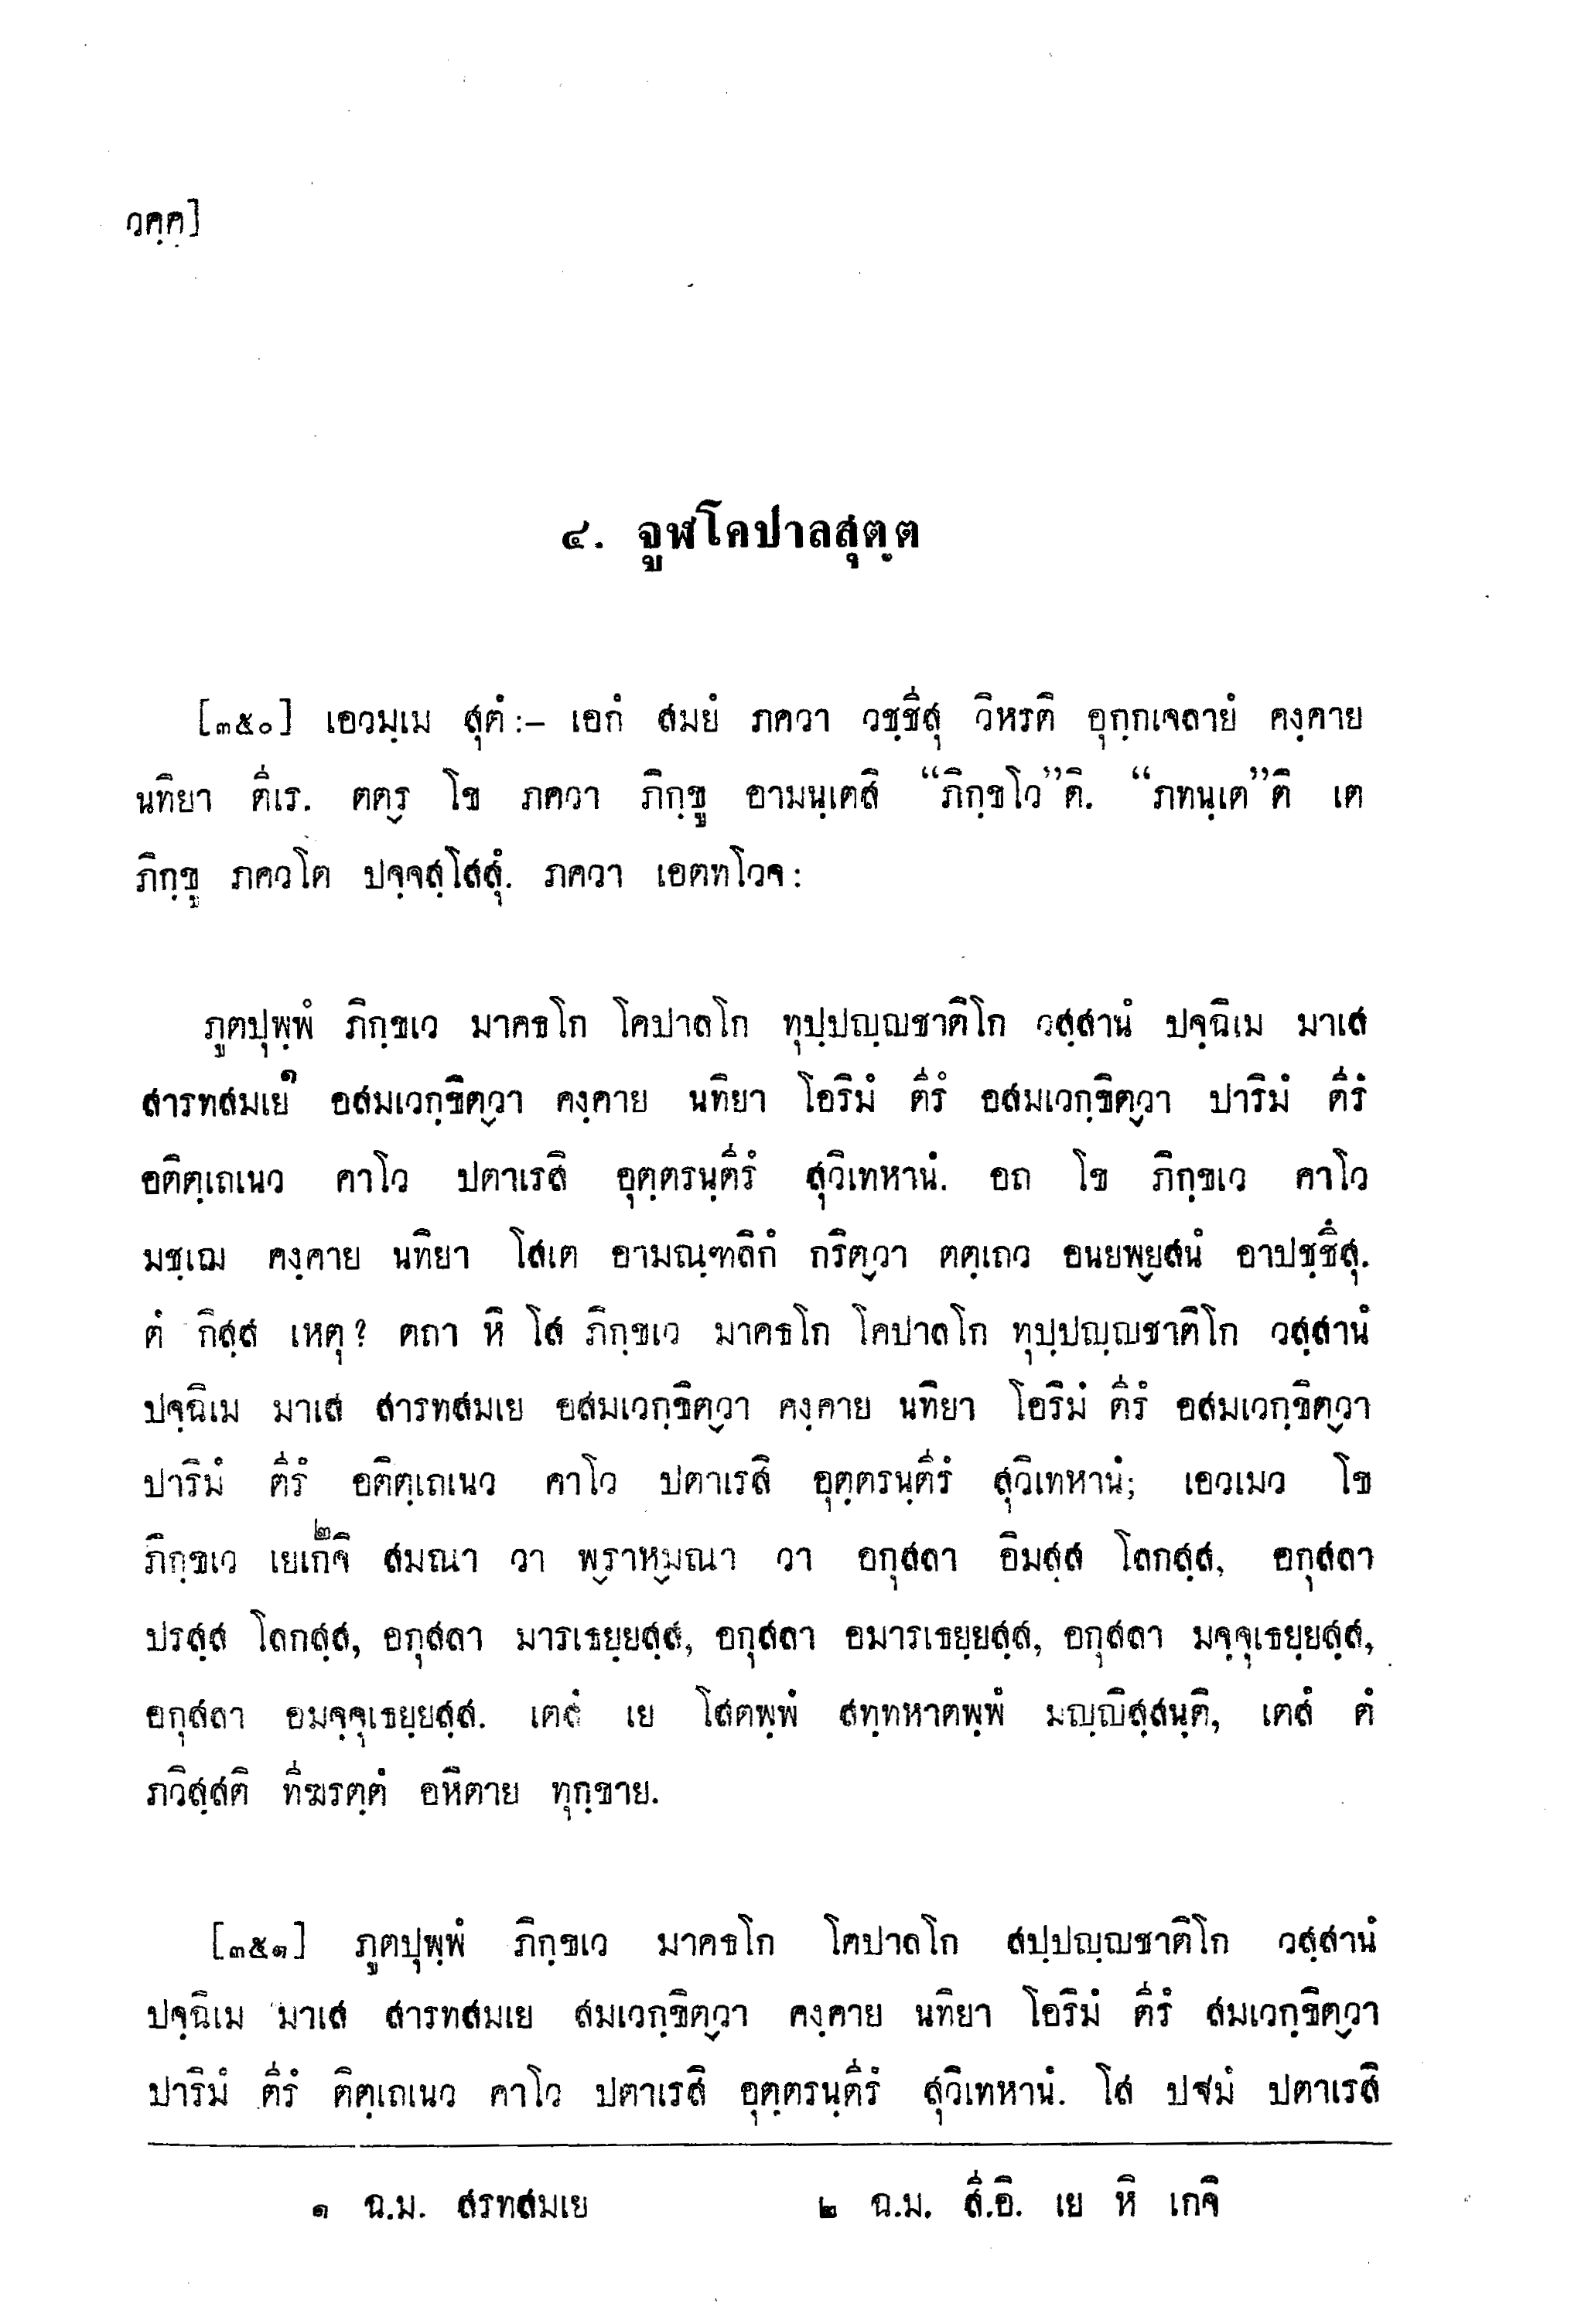 วคฺค]
๔. จูฬโคปาลสุตฺต
[๓๕๐] เอวมฺเม สุตํ :– เอกํ สมยํ ภควา วชฺชีสุ วิหรติ อุกฺกเจลายํ คงฺคาย
นทิยา ตีเร. ตตฺร โข ภควา ภิกฺขู อามนฺเตสิ “ภิกฺขโว”ติ. “ภทนฺเต”ติ เต
ภิกฺขู ภควโต ปจฺจสฺโสสุํ. ภควา เอตทโวจ :
ภูตปุพฺพํ ภิกฺขเว มาคธโก โคปาลโก ทุปฺปญฺญชาติโก วสฺสานํ ปจฺฉิเม มาเส
สารทสมเย๑ อสมเวกฺขิตฺวา คงฺคาย นทิยา โอริมํ ตีรํ อสมเวกฺขิตฺวา ปาริมํ ตีรํ
อติตฺเถเนว คาโว ปตาเรสิ อุตฺตรนฺตีรํ สุวิเทหานํ. อถ โข ภิกฺขเว คาโว
มชฺเฌ คงฺคาย นทิยา โสเต อามณฺฑลิกํ กริตฺวา ตตฺเถว อนยพฺยสนํ อาปชฺชึสุ.
ตํ กิสฺส เหตุ ? ตถา หิ โส ภิกฺขเว มาคธโก โคปาลโก ทุปฺปญฺญชาติโก วสฺสานํ
ปจฺฉิเม มาเส สารทสมเย อสมเวกฺขิตฺวา คงฺคาย นทิยา โอริมํ ตีรํ อสมเวกฺขิตฺวา
ปาริมํ ตีรํ อติตฺเถเนว คาโว ปตาเรสิ อุตฺตรนฺตีรํ สุวิเทหานํ; เอวเมว โข
ภิกฺขเว เยเกจิ๒ สมณา วา พฺราหฺมณา วา อกุสลา อิมสฺส โลกสฺส, อกุสลา
ปรสฺส โลกสฺส, อกุสลา มารเธยฺยสฺส, อกุสลา อมารเธยฺยสฺส, อกุสลา มจฺจุเธยฺยสฺส,
อกุสลา อมจฺจุเธยฺยสฺส. เตสํ เย โสตพฺพํ สทฺทหาตพฺพํ มญฺญิสฺสนฺติ, เตสํ ตํ
ภวิสฺสติ ทีฆรตฺตํ อหิตาย ทุกฺขาย.
[๓๕๑] ภูตปุพฺพํ ภิกฺขเว มาคธโก โคปาลโก สปฺปญฺญชาติโก วสฺสานํ
ปจฺฉิเม มาเส สารทสมเย สมเวกฺขิตฺวา คงฺคาย นทิยา โอริมํ ตีรํ สมเวกฺขิตฺวา
ปาริมํ ตีรํ ติตฺเถเนว คาโว ปตาเรสิ อุตฺตรนฺตีรํ สุวิเทหานํ. โส ปฐมํ ปตาเรสิ
๑ ฉ.ม. สรทสมเย ๒ ฉ.ม. สี.อิ. เย หิ เกจิ